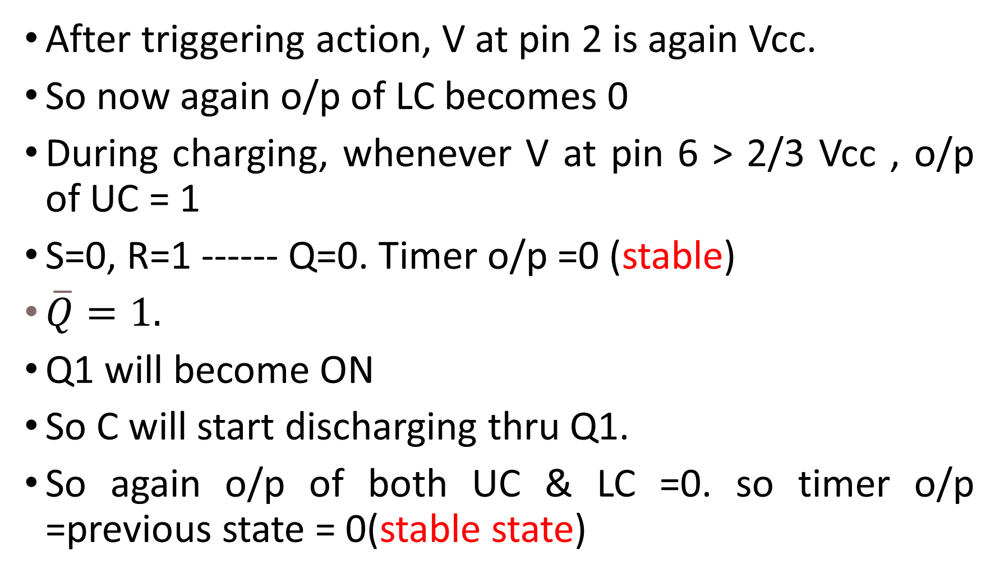 • After triggering action, V at pin 2 is again Vcc.
• So now again o/p of LC becomes 0
• During charging, whenever V at pin 6 > 2/3 Vcc , o/p
of UC = 1
• S=0, R=1 ------ Q=0. Timer o/p =0 (stable)
• Q̅ = 1.
• Q1 will become ON
• So C will start discharging thru Q1.
• So again o/p of both UC & LC =0. so timer o/p
=previous state = 0(stable state)